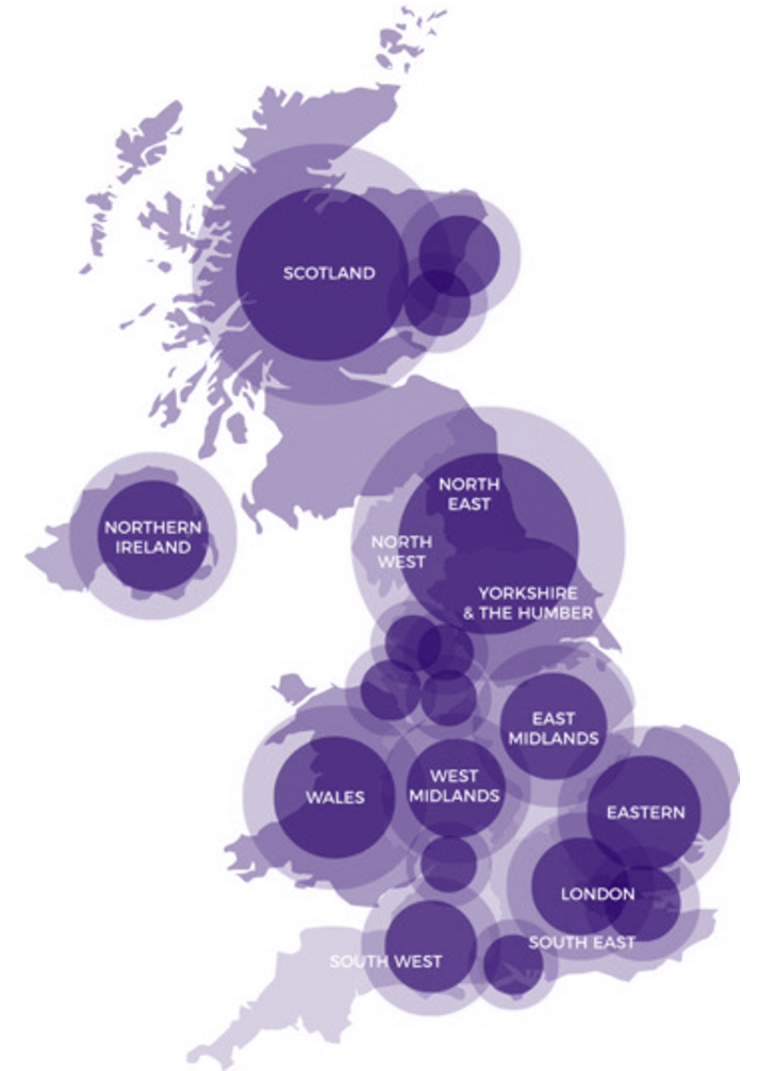 SCOTLAND
NORTH
EAST
NORTHERN
IRELAND
NORTH
WEST
YORKSHIRE
& THE HUMBER
EAST
MIDLANDS
WALES
WEST
MIDLANDS
EASTERN
LONDON
SOUTH EAST
SOUTH WEST